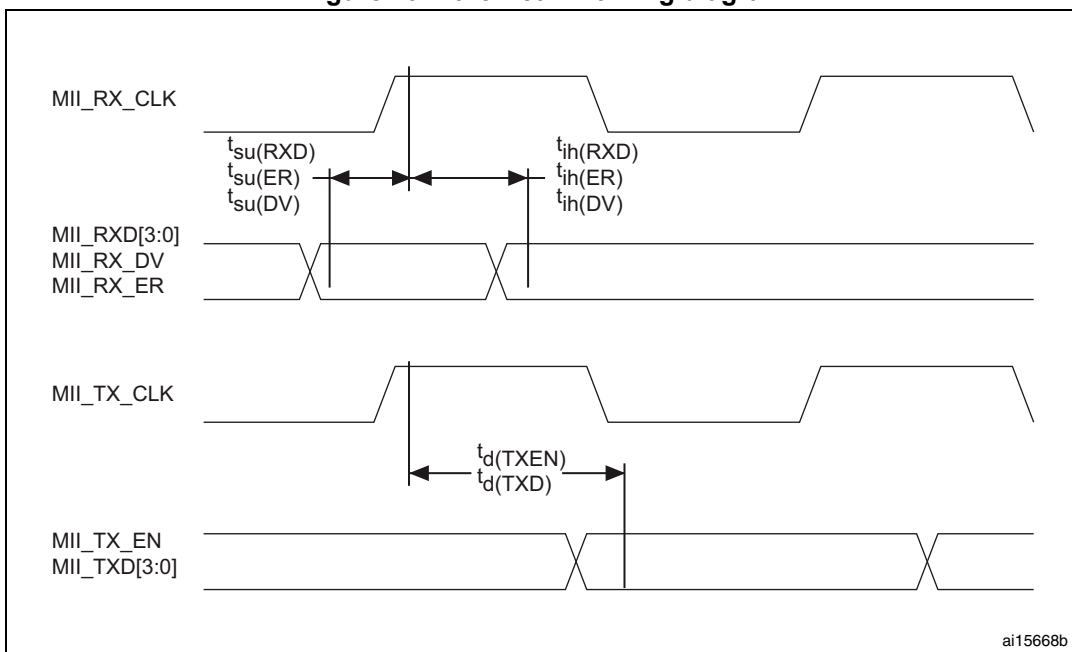 MII_RX_CLK
tsu(RXD)
tsu(ER)
tsu(DV)
tih(RXD)
tih(ER)
tih(DV)
MII_RXD[3:0]
MII_RX_DV
MII_RX_ER
MII_TX_CLK
td(TXEN)
td(TXD)
MII_TX_EN
MII_TXD[3:0]
ai15668b